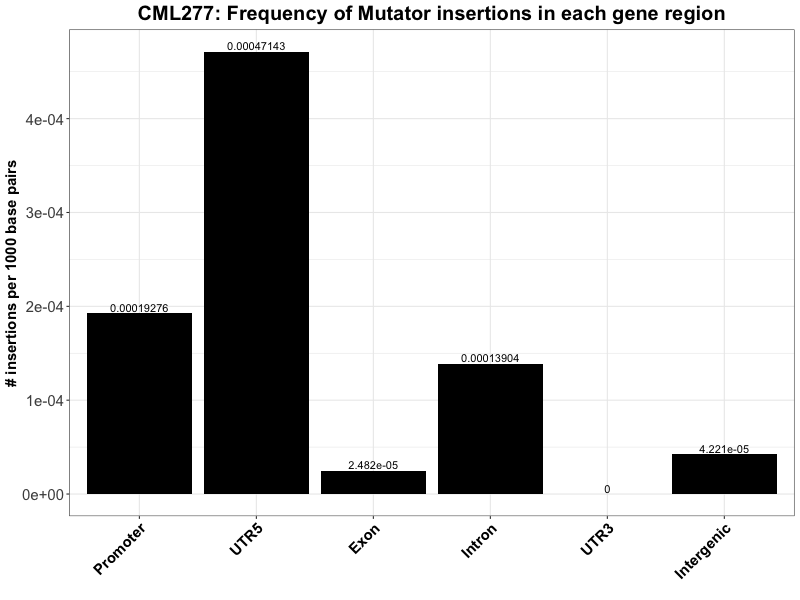 CML277: Frequency of Mutator insertions in each gene region
# insertions per 1000 base pairs
4e-04
3e-04
2e-04
1e-04
0e+00
0.00019276
0.00047143
2.482e-05
0.00013904
0
4.221e-05
Promoter
UTR5
Exon
Intron
UTR3
Intergenic